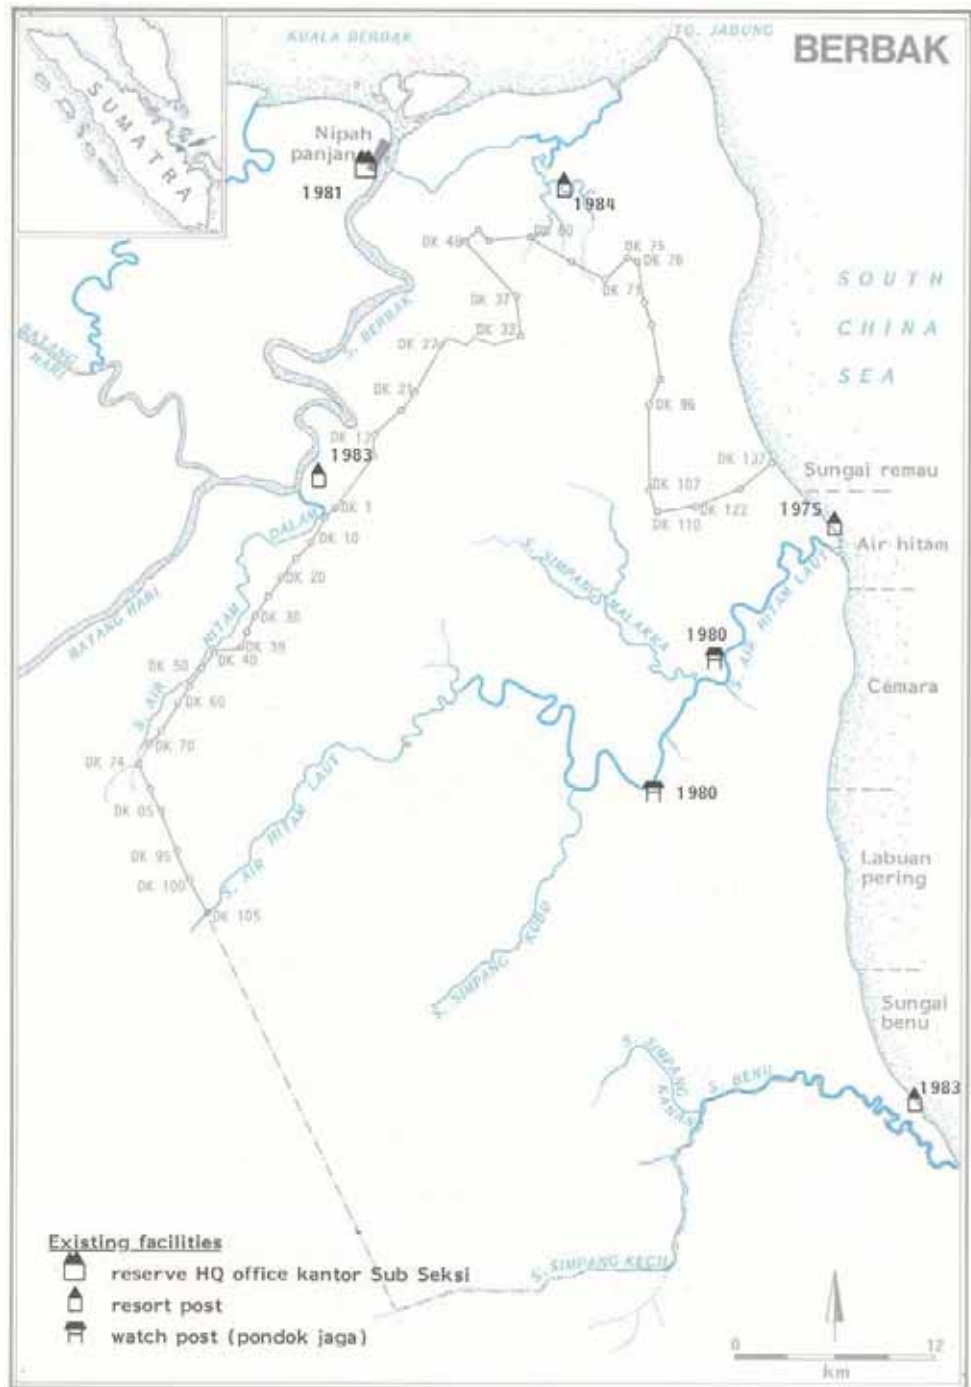 KUALA BERBAK
TG. JABUNG
BERBAK
SUMATRA
Nipah
panjang
1981
1984
DK 48
DK 60
DK 75
DK 76
DK 71
DK 37
DK 32
DK 27
DK 21
S. BERBAK
SOUTH
CHINA
SEA
BATANG
HARI
DK 96
DK 13
1983
DK 137
Sungai remau
DK 107
DK 1
DK 122
DK 110
1975
DALAM
DK 10
Air hitam
DK 20
S. SIMPANG MALAKKA
S. AIR HITAM LAUT
BATANG HARI
S. AIR HITAM
DK 30
DK 39
DK 40
1980
DK 50
Cemara
DK 60
DK 70
DK 74
1980
DK 85
S. AIR HITAM LAUT
DK 95
Labuan
pering
DK 100
DK 105
S. SIMPANG KUBU
Sungai
benu
S. SIMPANG
KANAN
S. BENU
1983
S. SIMPANG KECIL
Existing facilities
reserve HQ office kantor Sub Seksi
resort post
watch post (pondok jaga)
0 12
km